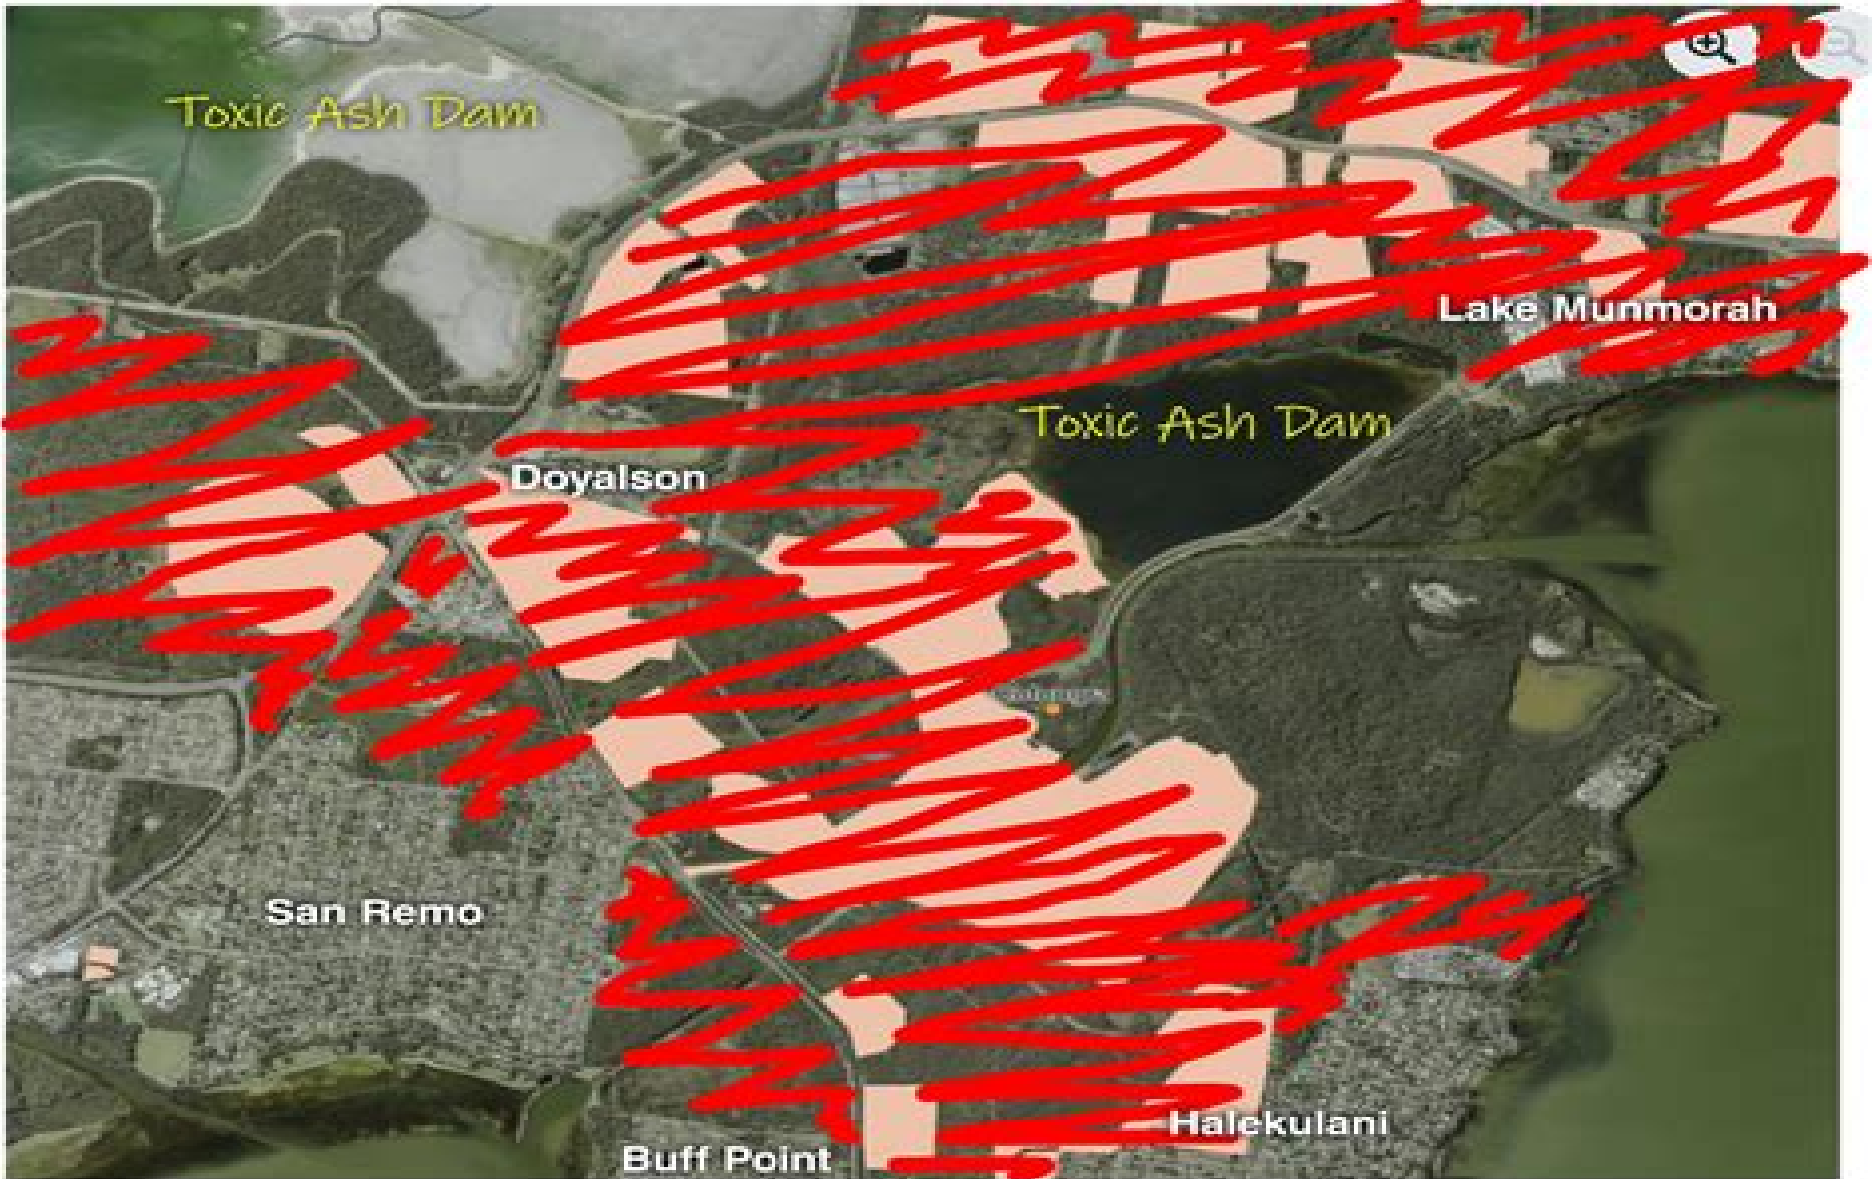 Toxic Ash Dam
Lake Munmorah
Toxic Ash Dam
Doyalson
San Remo
Halekulani
Buff Point